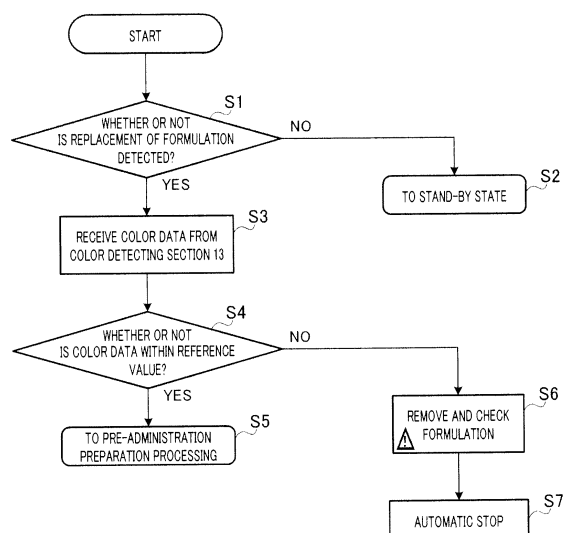 START
S1
WHETHER OR NOT
IS REPLACEMENT OF FORMULATION
DETECTED?
NO
YES
S2
TO STAND-BY STATE
S3
RECEIVE COLOR DATA FROM
COLOR DETECTING SECTION 13
S4
WHETHER OR NOT
IS COLOR DATA WITHIN REFERENCE
VALUE?
NO
YES
S5
TO PRE-ADMINISTRATION
PREPARATION PROCESSING
S6
REMOVE AND CHECK
FORMULATION
!
S7
AUTOMATIC STOP